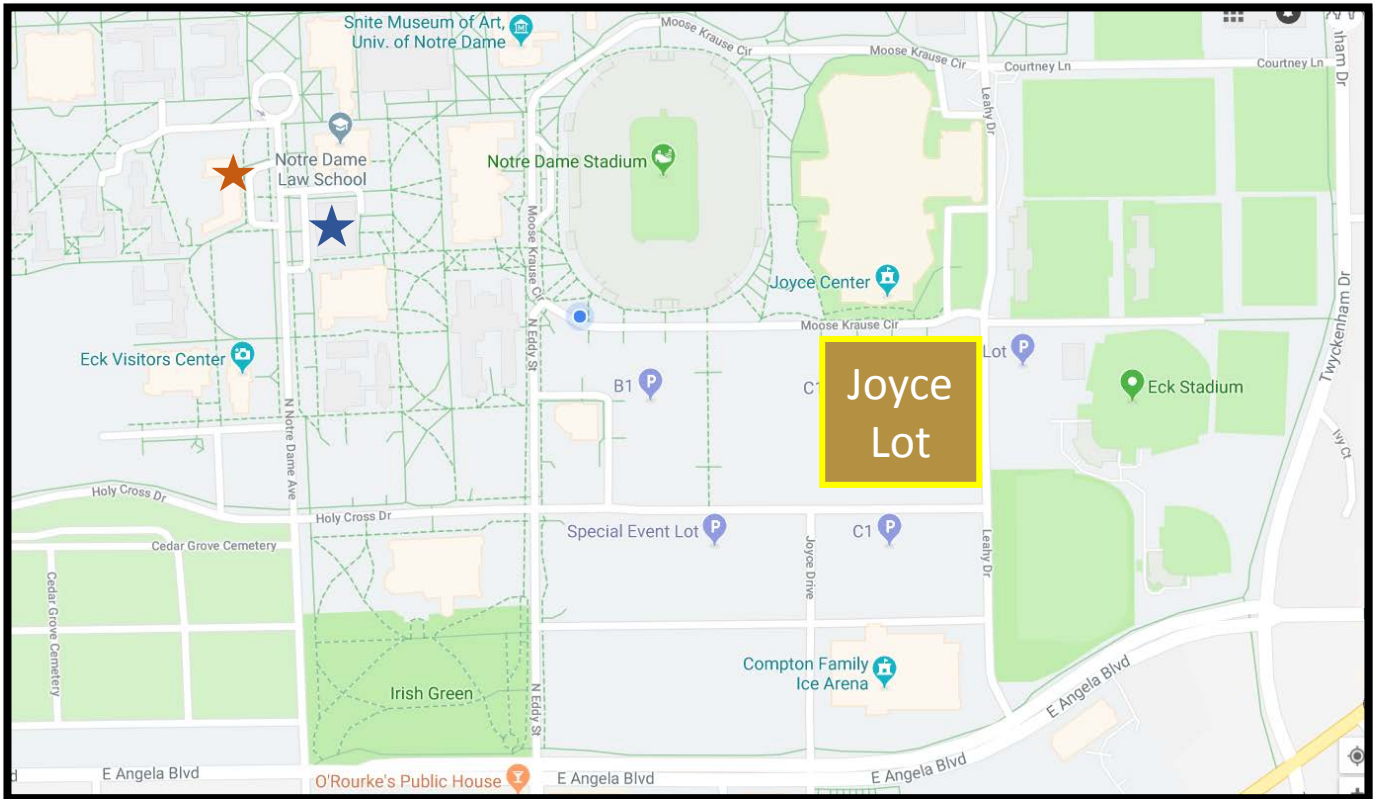 Snite Museum of Art,
Univ. of Notre Dame
Moose Krause Cir
Moose Krause Cir
Courtney Ln
Courtney Ln
Leahy Dr
Notre Dame
Law School
Notre Dame Stadium
Moose Krause Cir
Joyce Center
Moose Krause Cir
Twyckenham Dr
N Eddy St
Eck Visitors Center
B1
P
Joyce
Lot
Lot
P
Eck Stadium
N Notre Dame Ave
Ivy Ct
Holy Cross Dr
Holy Cross Dr
Special Event Lot
P
C1
P
Cedar Grove Cemetery
Cedar Grove Cemetery
Joyce Drive
Leahy Dr
Compton Family
Ice Arena
Irish Green
N Eddy St
E Angela Blvd
E Angela Blvd
O'Rourke's Public House
E Angela Blvd
E Angela Blvd